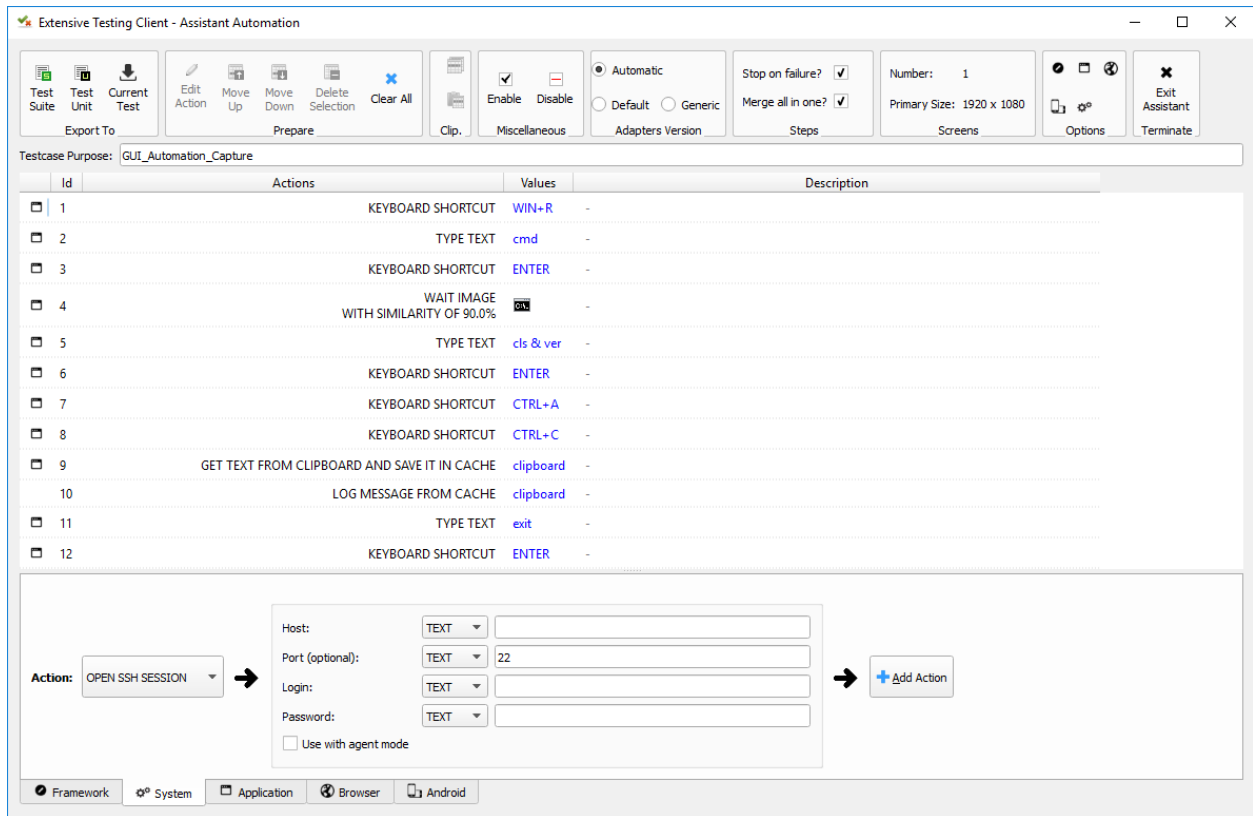 Extensive Testing Client - Assistant Automation
Test Suite
Test Unit
Current Test
Export To
Edit Action
Move Up
Move Down
Delete Selection
Clear All
Prepare
Clip.
Enable
Disable
Miscellaneous
Automatic
Default
Generic
Adapters Version
Stop on failure?
Merge all in one?
Steps
Number: 1
Primary Size: 1920 x 1080
Screens
Options
Exit Assistant
Terminate
Testcase Purpose: GUI_Automation_Capture
Id Actions Values Description
1 KEYBOARD SHORTCUT WIN+R -
2 TYPE TEXT cmd -
3 KEYBOARD SHORTCUT ENTER -
4 WAIT IMAGE
WITH SIMILARITY OF 90.0% C:\. -
5 TYPE TEXT cls & ver -
6 KEYBOARD SHORTCUT ENTER -
7 KEYBOARD SHORTCUT CTRL+A -
8 KEYBOARD SHORTCUT CTRL+C -
9 GET TEXT FROM CLIPBOARD AND SAVE IT IN CACHE clipboard -
10 LOG MESSAGE FROM CACHE clipboard -
11 TYPE TEXT exit -
12 KEYBOARD SHORTCUT ENTER -
Action: OPEN SSH SESSION
Host: TEXT
Port (optional): TEXT 22
Login: TEXT
Password: TEXT
Use with agent mode
Add Action
Framework System Application Browser Android